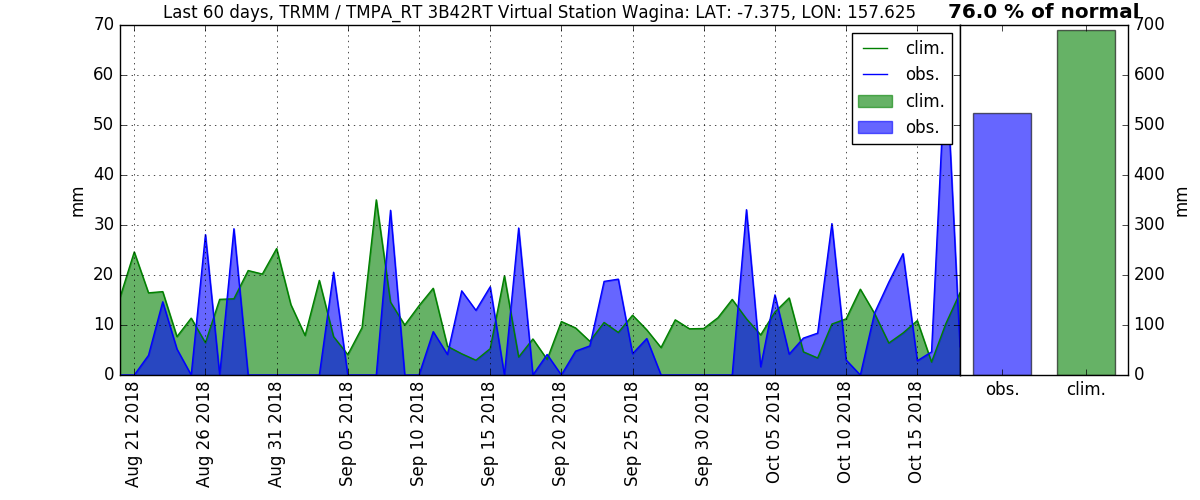 Last 60 days, TRMM / TMPA_RT 3B42RT Virtual Station Wagina: LAT: -7.375, LON: 157.625
76.0 % of normal
70
60
50
40
30
20
10
0
mm
clim.
obs.
clim.
obs.
700
600
500
400
300
200
100
0
mm
Aug 21 2018
Aug 26 2018
Aug 31 2018
Sep 05 2018
Sep 10 2018
Sep 15 2018
Sep 20 2018
Sep 25 2018
Sep 30 2018
Oct 05 2018
Oct 10 2018
Oct 15 2018
obs.
clim.